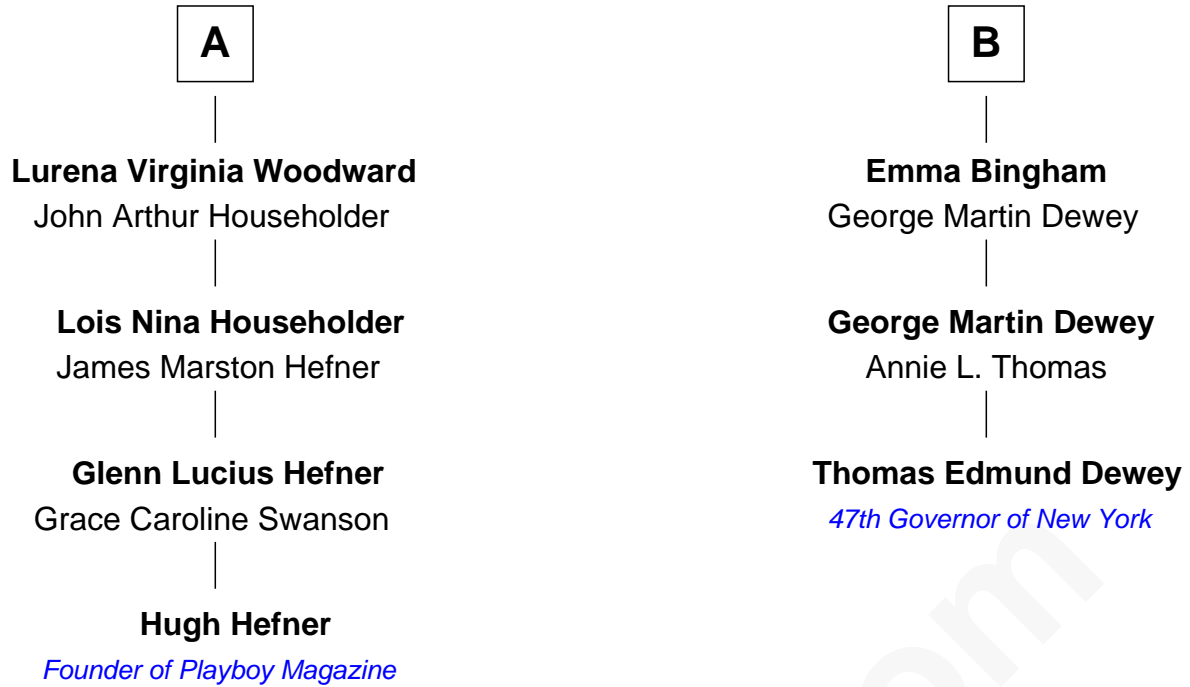 A
Lurena Virginia Woodward
John Arthur Householder
Lois Nina Householder
James Marston Hefner
Glenn Lucius Hefner
Grace Caroline Swanson
Hugh Hefner
Founder of Playboy Magazine
B
Emma Bingham
George Martin Dewey
George Martin Dewey
Annie L. Thomas
Thomas Edmund Dewey
47th Governor of New York
om